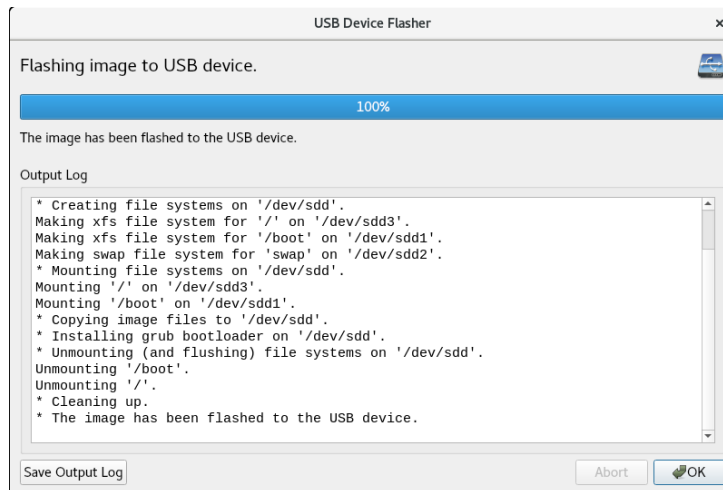 USB Device Flasher
Flashing image to USB device.
100%
The image has been flashed to the USB device.
Output Log
* Creating file systems on '/dev/sdd'.
Making xfs file system for '/' on '/dev/sdd3'.
Making xfs file system for '/boot' on '/dev/sdd1'.
Making swap file system for 'swap' on '/dev/sdd2'.
* Mounting file systems on '/dev/sdd'.
Mounting '/' on '/dev/sdd3'.
Mounting '/boot' on '/dev/sdd1'.
* Copying image files to '/dev/sdd'.
* Installing grub bootloader on '/dev/sdd'.
* Unmounting (and flushing) file systems on '/dev/sdd'.
Unmounting '/boot'.
Unmounting '/'.
* Cleaning up.
* The image has been flashed to the USB device.
Save Output Log
Abort
OK